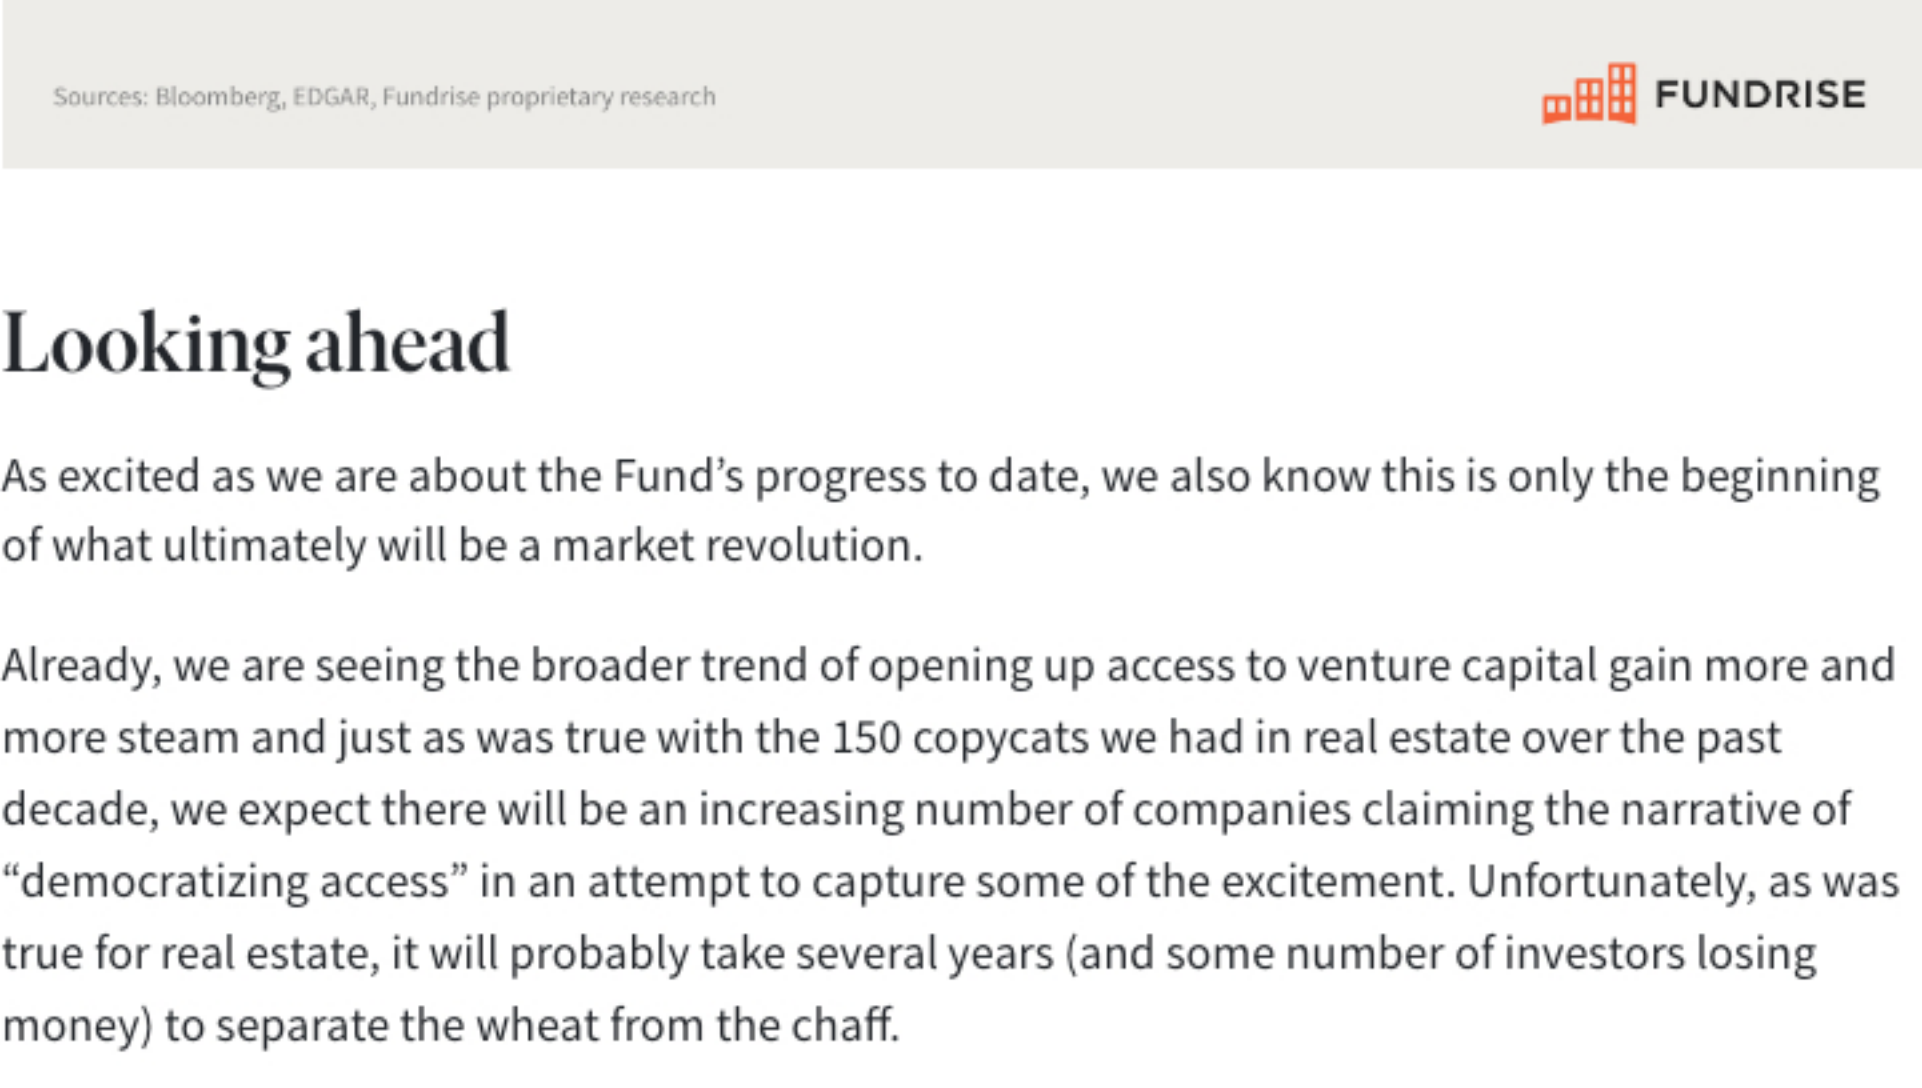 Sources: Bloomberg, EDGAR, Fundrise proprietary research
FUNDRISE
Looking ahead
As excited as we are about the Fund’s progress to date, we also know this is only the beginning
of what ultimately will be a market revolution.
Already, we are seeing the broader trend of opening up access to venture capital gain more and
more steam and just as was true with the 150 copycats we had in real estate over the past
decade, we expect there will be an increasing number of companies claiming the narrative of
“democratizing access” in an attempt to capture some of the excitement. Unfortunately, as was
true for real estate, it will probably take several years (and some number of investors losing
money) to separate the wheat from the chaff.